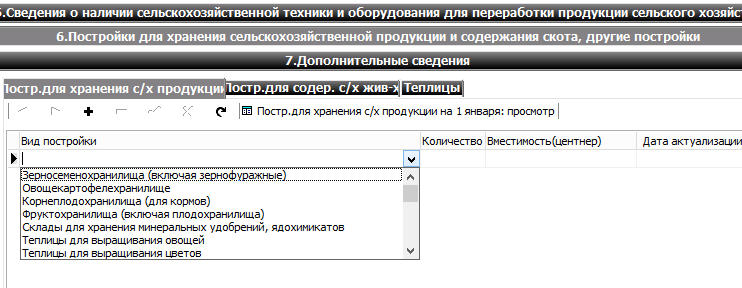 5.Сведения о наличии сельскохозяйственной техники и оборудования для переработки продукции сельского хозяйст
6.Постройки для хранения сельскохозяйственной продукции и содержания скота, другие постройки
7.Дополнительные сведения
Постр.для хранения с/х продукции Постр.для содер. с/х жив-х Теплицы
Постр.для хранения с/х продукции на 1 января: просмотр
Вид постройки Количество Вместимость(центнер) Дата актуализации
Зерносеменохранилища (включая зернофуражные)
Овощекартофелехранилище
Корнеплодохранилища (для кормов)
Фруктохранилища (включая плодохранилища)
Склады для хранения минеральных удобрений, ядохимикатов
Теплицы для выращивания овощей
Теплицы для выращивания цветов